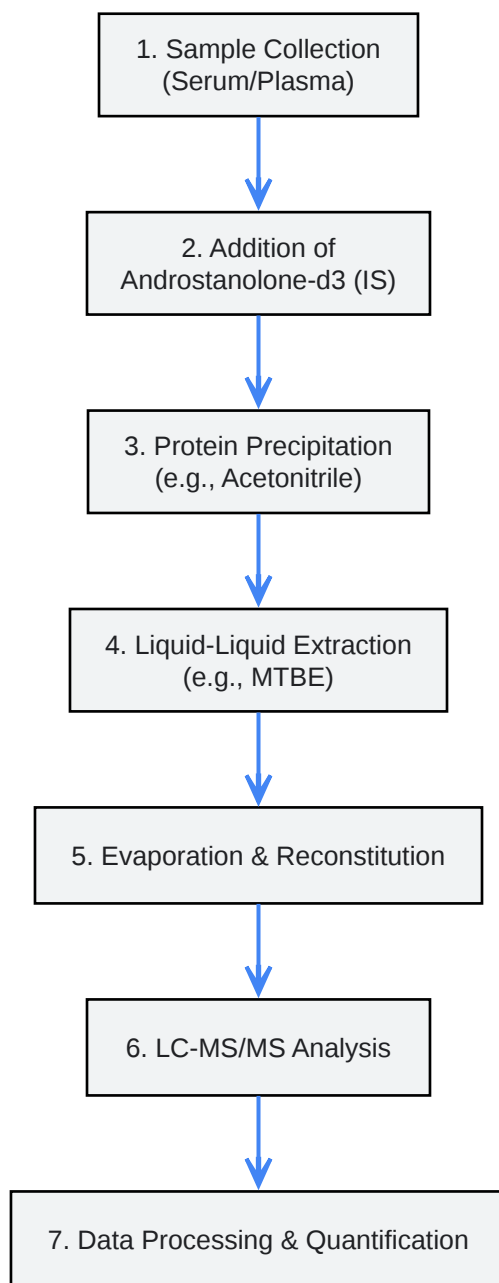 1. Sample Collection
(Serum/Plasma)
2. Addition of
Androstanolone-d3 (IS)
3. Protein Precipitation
(e.g., Acetonitrile)
4. Liquid-Liquid Extraction
(e.g., MTBE)
5. Evaporation & Reconstitution
6. LC-MS/MS Analysis
7. Data Processing & Quantification